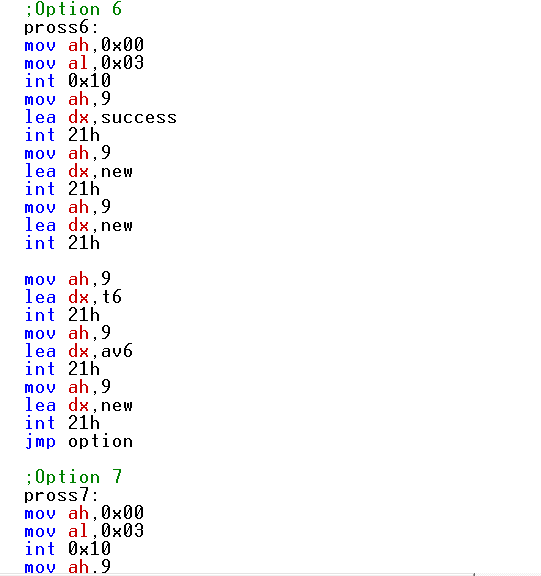 ;Option 6
pross6:
mov ah,0x00
mov al,0x03
int 0x10
mov ah,9
lea dx,success
int 21h
mov ah,9
lea dx,new
int 21h
mov ah,9
lea dx,new
int 21h
mov ah,9
lea dx,t6
int 21h
mov ah,9
lea dx,av6
int 21h
mov ah,9
lea dx,new
int 21h
jmp option
;Option 7
pross7:
mov ah,0x00
mov al,0x03
int 0x10
mov ah,9